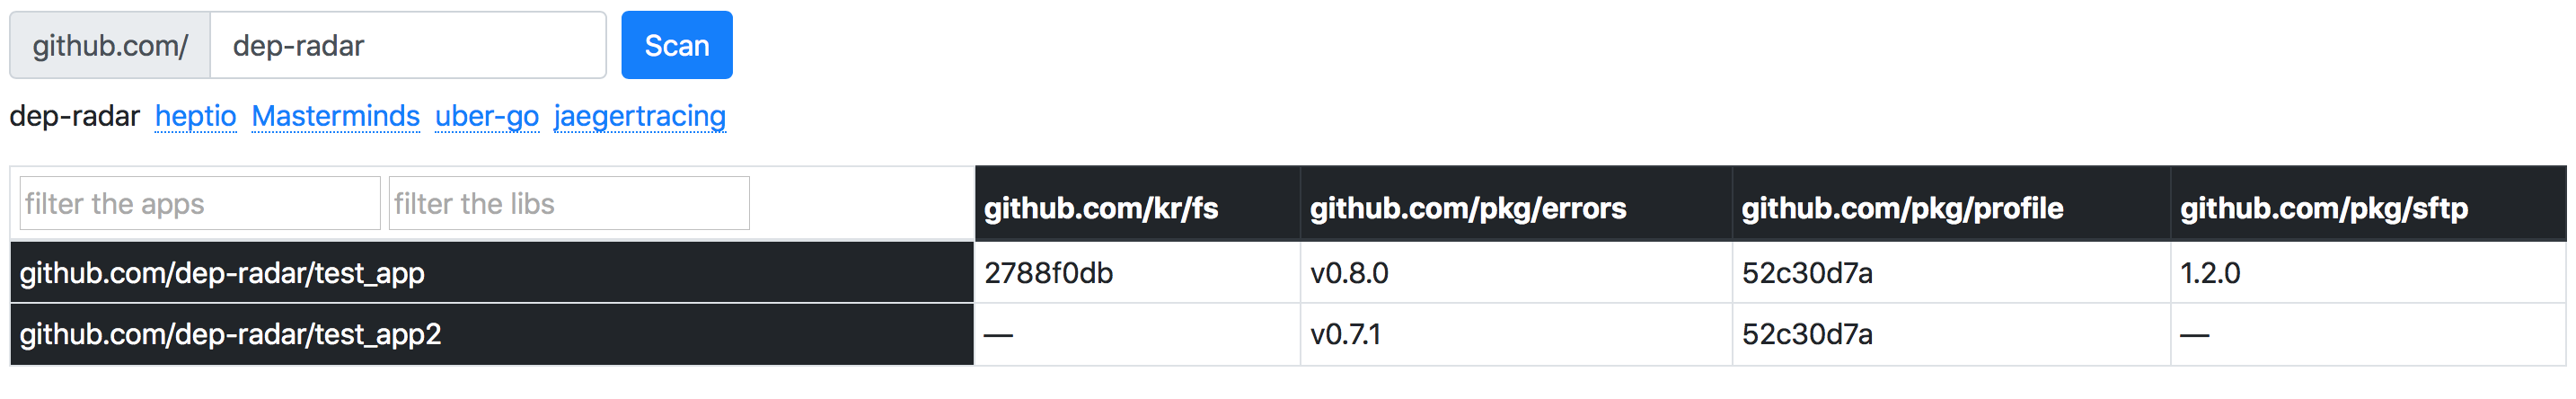 github.com/ dep-radar Scan
dep-radar heptio Masterminds uber-go jaegertracing
filter the apps filter the libs github.com/kr/fs github.com/pkg/errors github.com/pkg/profile github.com/pkg/sftp
github.com/dep-radar/test_app 2788f0db v0.8.0 52c30d7a 1.2.0
github.com/dep-radar/test_app2 — v0.7.1 52c30d7a —